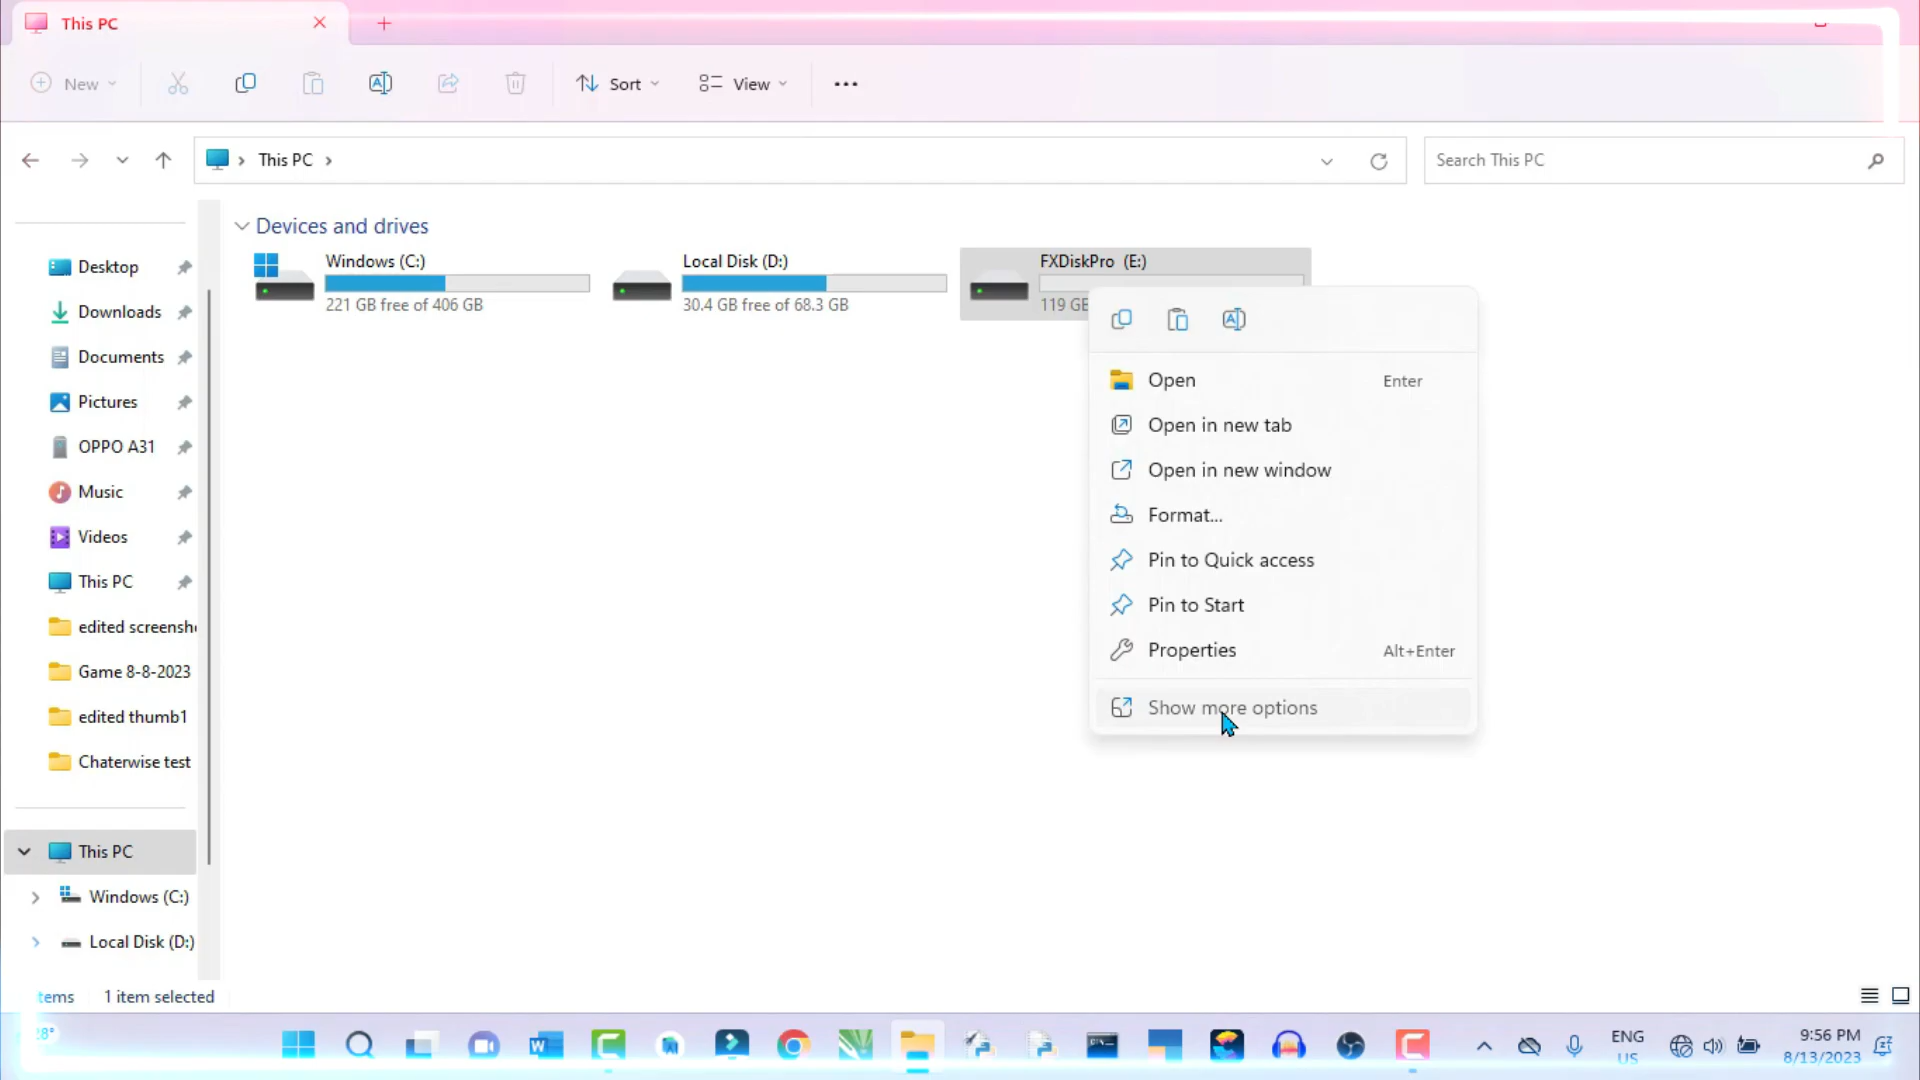 This PC
New
Sort
View
This PC
Search This PC
Devices and drives
Windows (C:)
221 GB free of 406 GB
Local Disk (D:)
30.4 GB free of 68.3 GB
FXDiskPro (E:)
119 GB
Desktop
Downloads
Documents
Pictures
OPPO A31
Music
Videos
This PC
edited screensh
Game 8-8-2023
edited thumb1
Chaterwise test
This PC
Windows (C:)
Local Disk (D:)
Open Enter
Open in new tab
Open in new window
Format...
Pin to Quick access
Pin to Start
Properties Alt+Enter
Show more options
tems 1 item selected
28°
ENG
US
9:56 PM
8/13/2023